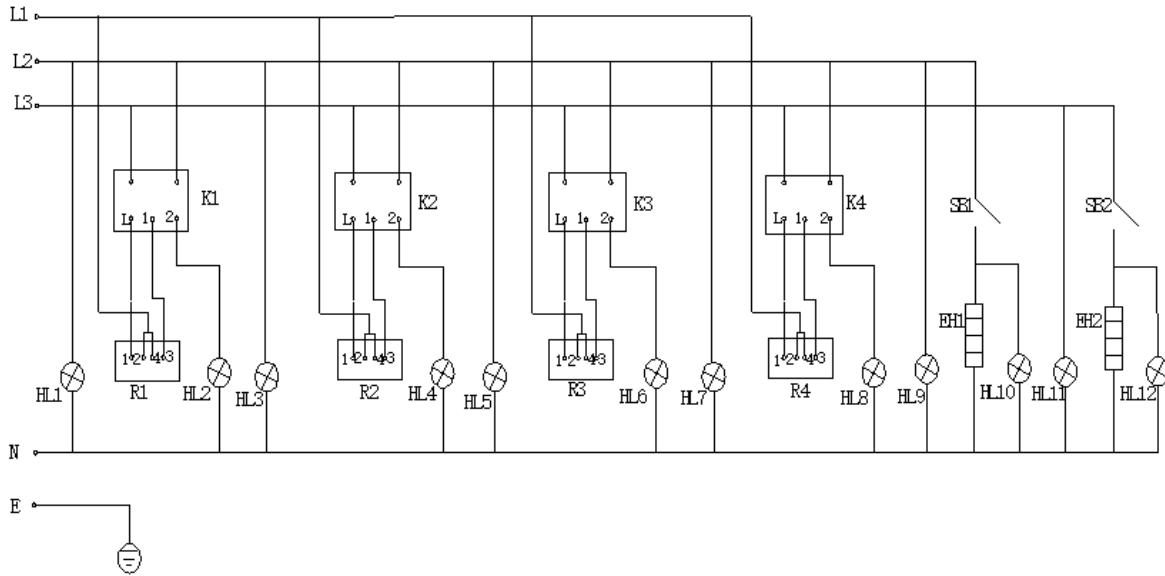 L1
L2
L3
K1
K2
K3
K4
SB1
SB2
L 1 2
L 1 2
L 1 2
L 1 2
EH1
EH2
1 2 4 3
1 2 4 3
1 2 4 3
1 2 4 3
HL1
R1
HL2
HL3
R2
HL4
HL5
R3
HL6
HL7
R4
HL8
HL9
HL10
HL11
HL12
N
E